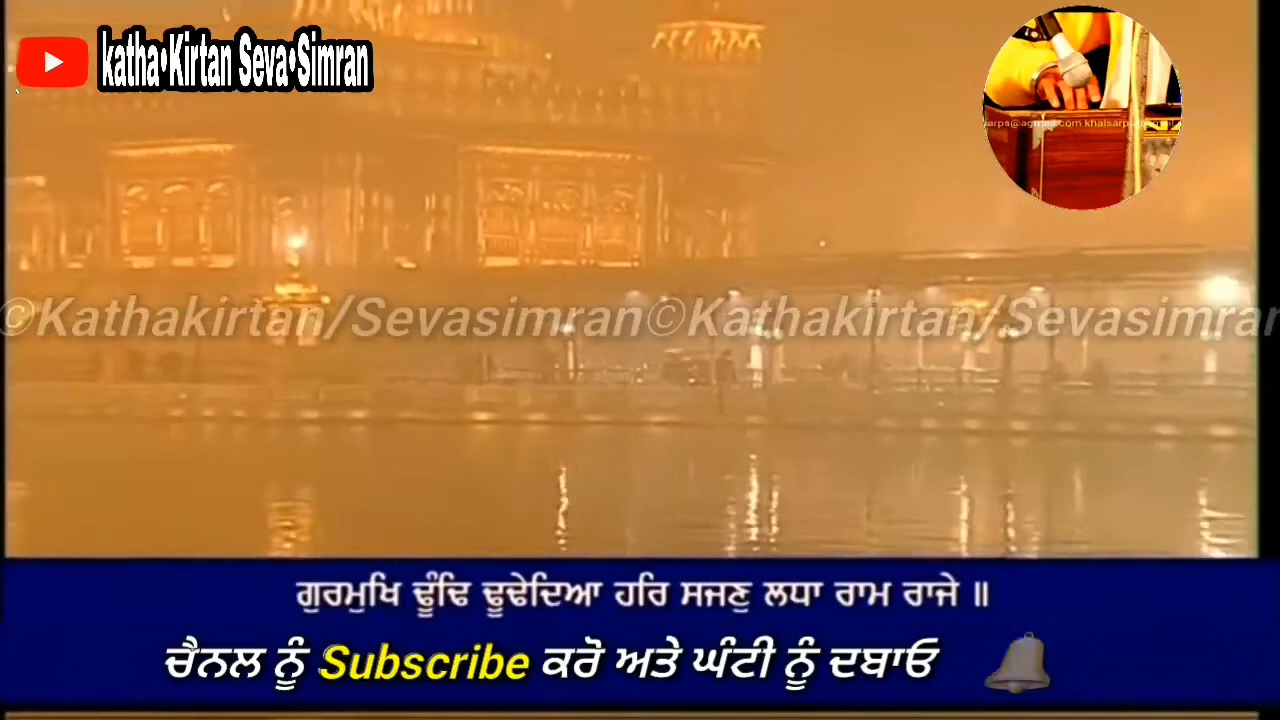 katha•Kirtan Seva•Simran
©Kathakirtan/Sevasimran©Kathakirtan/Sevasimran
ਗੁਰਮੁਖਿ ਢੂੰਢਿ ਢੂਢੇਦਿਆ ਹਰਿ ਸਜਣੁ ਲਧਾ ਰਾਮ ਰਾਜੇ ॥
ਚੈਨਲ ਨੂੰ Subscribe ਕਰੋ ਅਤੇ ਘੰਟੀ ਨੂੰ ਦਬਾਓ